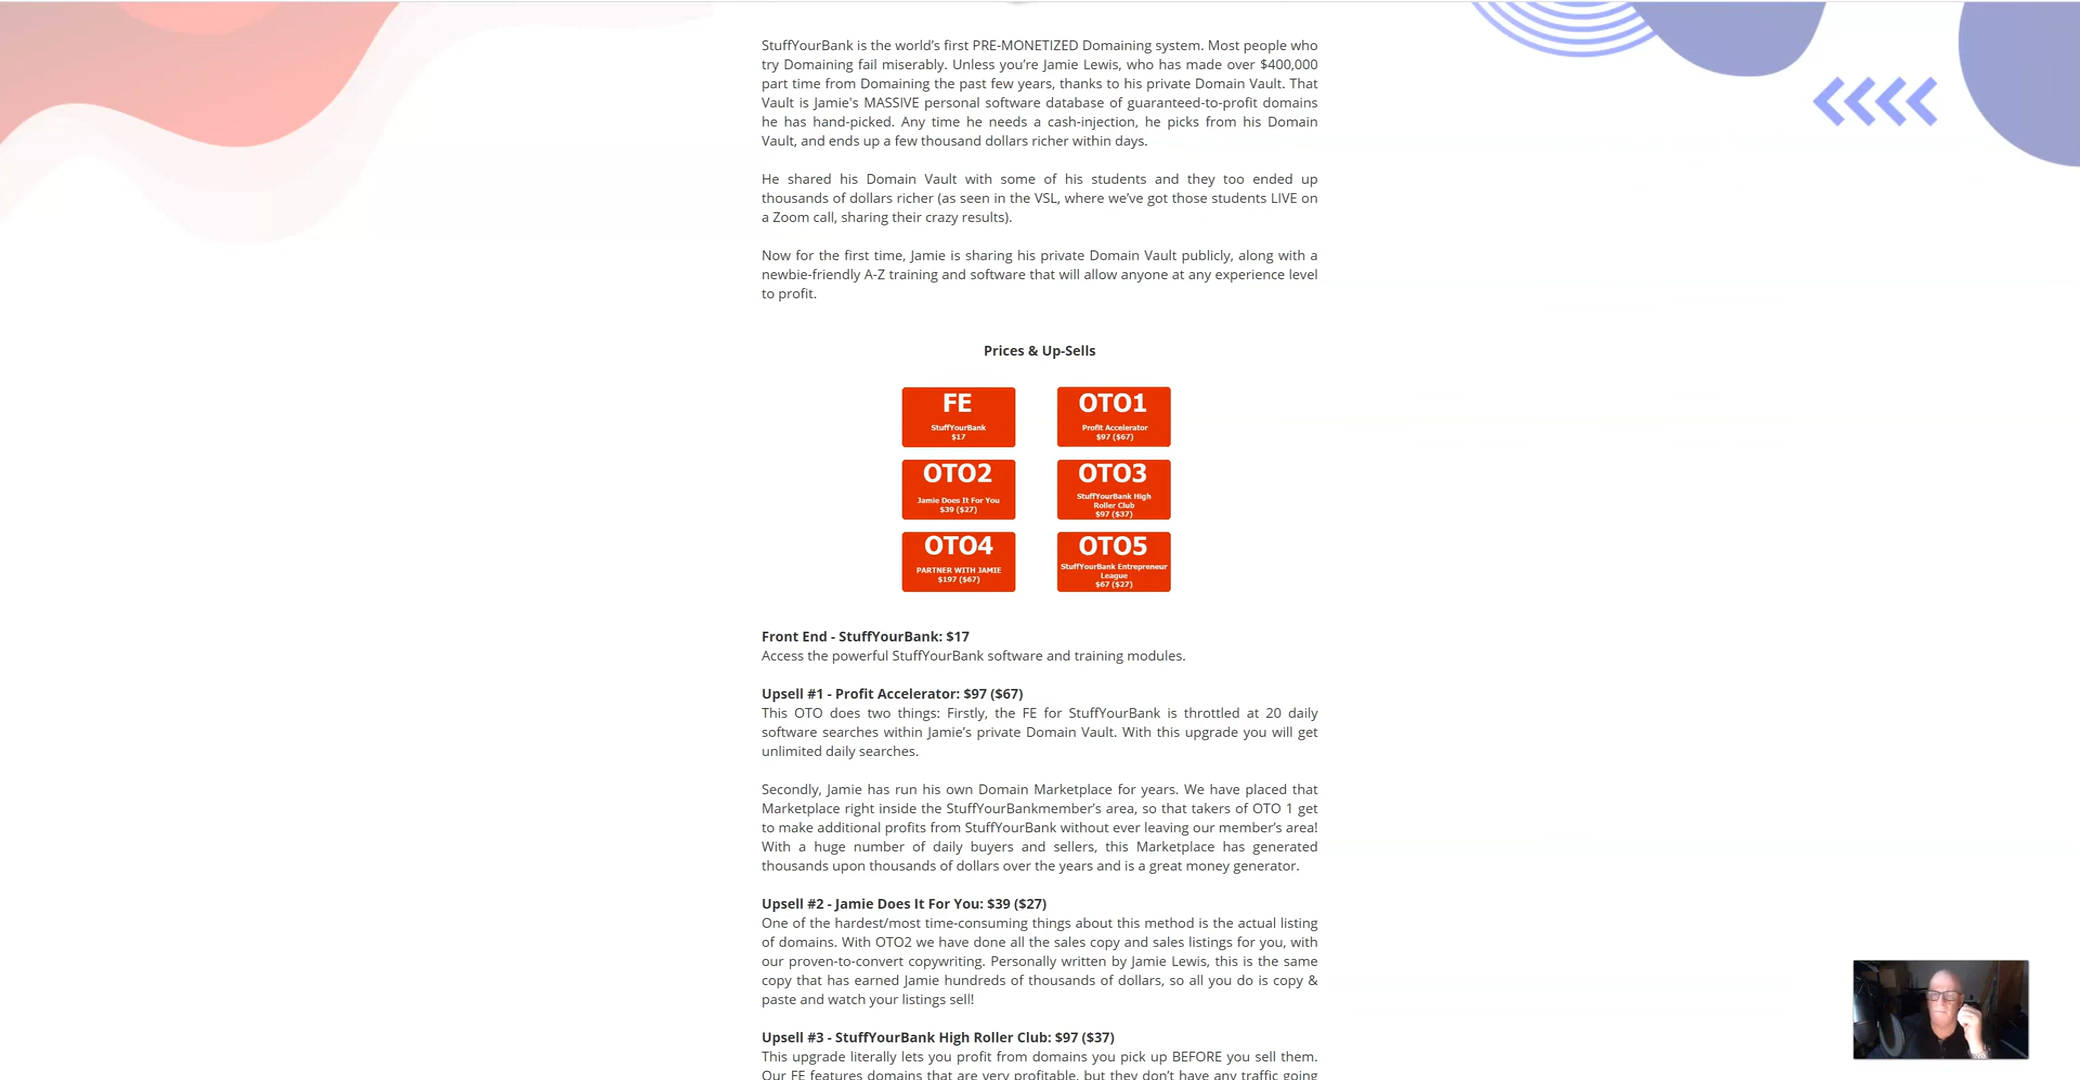 StuffYourBank is the world’s first PRE-MONETIZED Domaining system. Most people who
try Domaining fail miserably. Unless you’re Jamie Lewis, who has made over $400,000
part time from Domaining the past few years, thanks to his private Domain Vault. That
Vault is Jamie's MASSIVE personal software database of guaranteed-to-profit domains
he has hand-picked. Any time he needs a cash-injection, he picks from his Domain
Vault, and ends up a few thousand dollars richer within days.
He shared his Domain Vault with some of his students and they too ended up
thousands of dollars richer (as seen in the VSL, where we’ve got those students LIVE on
a Zoom call, sharing their crazy results).
Now for the first time, Jamie is sharing his private Domain Vault publicly, along with a
newbie-friendly A-Z training and software that will allow anyone at any experience level
to profit.
Prices & Up-Sells
FE
StuffYourBank
$17
OTO1
Profit Accelerator
$97 ($67)
OTO2
Jamie Does It For You
$39 ($27)
OTO3
StuffYourBank High
Roller Club
$97 ($37)
OTO4
PARTNER WITH JAMIE
$197 ($67)
OTO5
StuffYourBank Entrepreneur
League
$67 ($27)
Front End - StuffYourBank: $17
Access the powerful StuffYourBank software and training modules.
Upsell #1 - Profit Accelerator: $97 ($67)
This OTO does two things: Firstly, the FE for StuffYourBank is throttled at 20 daily
software searches within Jamie’s private Domain Vault. With this upgrade you will get
unlimited daily searches.
Secondly, Jamie has run his own Domain Marketplace for years. We have placed that
Marketplace right inside the StuffYourBankmember’s area, so that takers of OTO 1 get
to make additional profits from StuffYourBank without ever leaving our member’s area!
With a huge number of daily buyers and sellers, this Marketplace has generated
thousands upon thousands of dollars over the years and is a great money generator.
Upsell #2 - Jamie Does It For You: $39 ($27)
One of the hardest/most time-consuming things about this method is the actual listing
of domains. With OTO2 we have done all the sales copy and sales listings for you, with
our proven-to-convert copywriting. Personally written by Jamie Lewis, this is the same
copy that has earned Jamie hundreds of thousands of dollars, so all you do is copy &
paste and watch your listings sell!
Upsell #3 - StuffYourBank High Roller Club: $97 ($37)
This upgrade literally lets you profit from domains you pick up BEFORE you sell them.
Our FE features domains that are very profitable, but they don’t have any traffic going